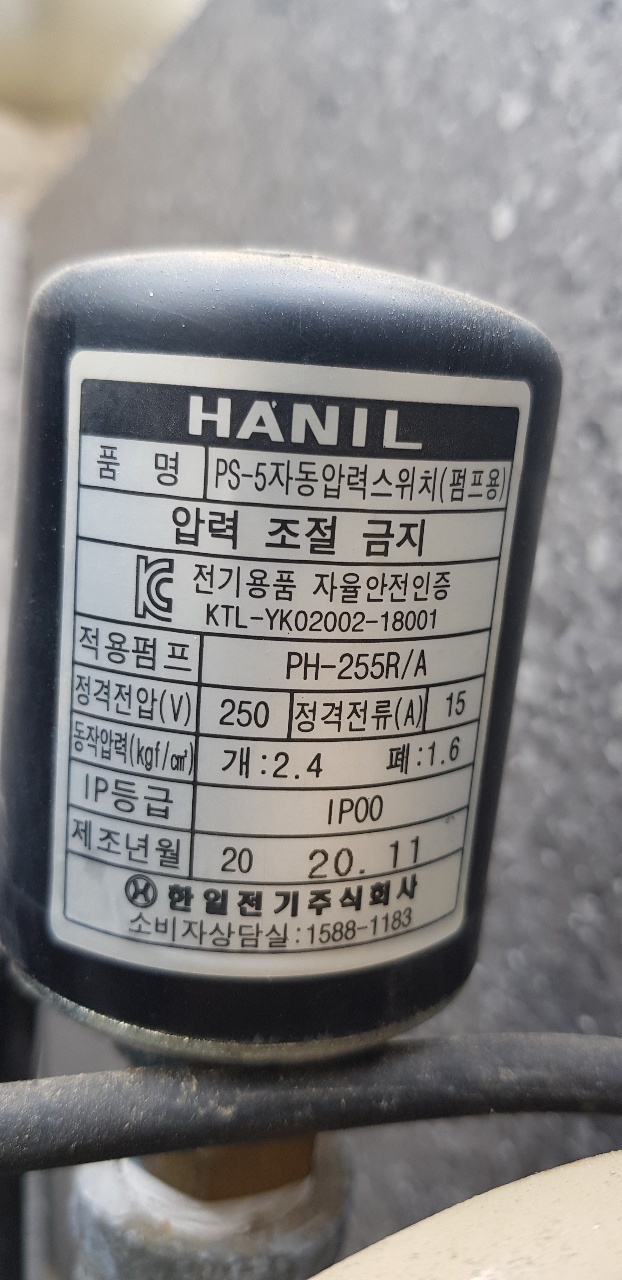 HANIL
품 명 PS-5자동압력스위치(펌프용)
압력 조절 금지
전기용품 자율안전인증
KTL-YK02002-18001
적용펌프 PH-255R/A
정격전압(V) 250 정격전류(A) 15
동작압력(kgf/㎠) 개:2.4 폐:1.6
IP등급 IP00
제조년월 20 20. 11
한일전기주식회사
소비자상담실:1588-1183